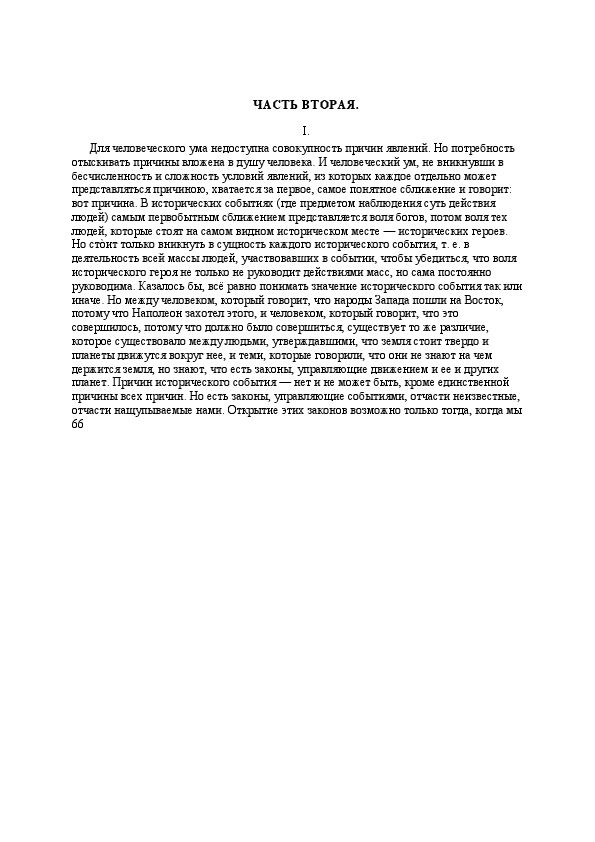 ЧАСТЬ ВТОРАЯ.
I.
Для человеческого ума недоступна совокупность причин явлений. Но потребность
отыскивать причины вложена в душу человека. И человеческий ум, не вникнувши в
бесчисленность и сложность условий явлений, из которых каждое отдельно может
представляться причиною, хватается за первое, самое понятное сближение и говорит:
вот причина. В исторических событиях (где предметом наблюдения суть действия
людей) самым первобытным сближением представляется воля богов, потом воля тех
людей, которые стоят на самом видном историческом месте — исторических героев.
Но сто̀ит только вникнуть в сущность каждого исторического события, т. е. в
деятельность всей массы людей, участвовавших в событии, чтобы убедиться, что воля
исторического героя не только не руководит действиями масс, но сама постоянно
руководима. Казалось бы, всё равно понимать значение исторического события так или
иначе. Но между человеком, который говорит, что народы Запада пошли на Восток,
потому что Наполеон захотел этого, и человеком, который говорит, что это
совершилось, потому что должно было совершиться, существует то же различие,
которое существовало между людьми, утверждавшими, что земля стоит твердо и
планеты движутся вокруг нее, и теми, которые говорили, что они не знают на чем
держится земля, но знают, что есть законы, управляющие движением и ее и других
планет. Причин исторического события — нет и не может быть, кроме единственной
причины всех причин. Но есть законы, управляющие событиями, отчасти неизвестные,
отчасти нащупываемые нами. Открытие этих законов возможно только тогда, когда мы
66